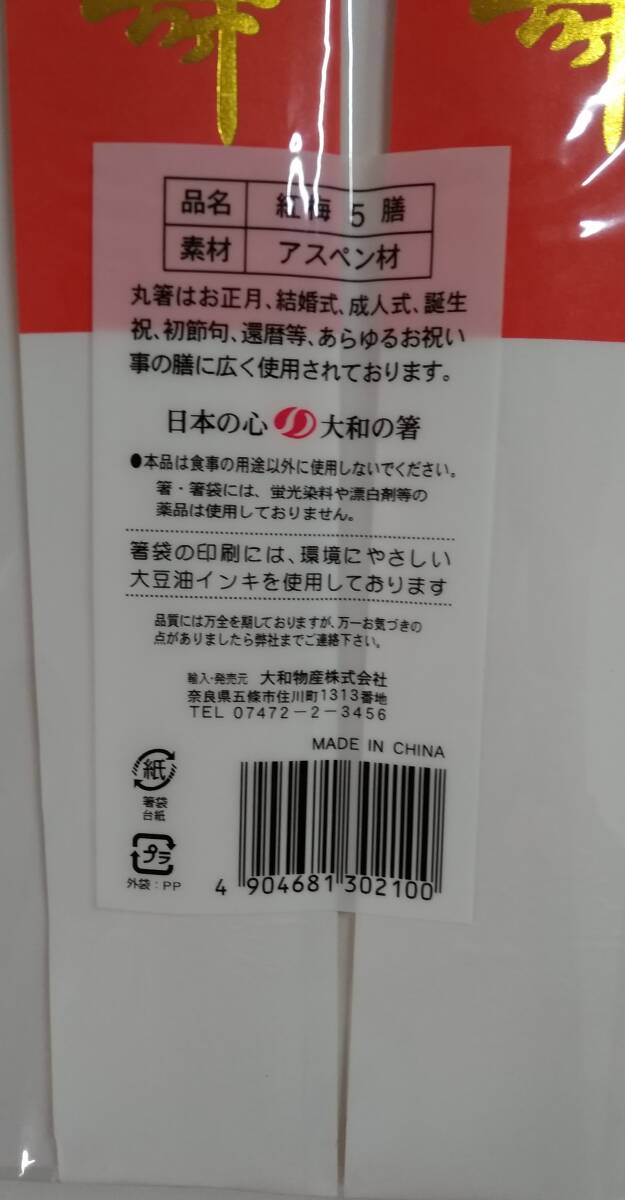 寿
寿
品名 紅梅 5 膳
素材 アスペン材
丸箸はお正月、結婚式、成人式、誕生
祝、初節句、還暦等、あらゆるお祝い
事の膳に広く使用されております。
日本の心 大和の箸
●本品は食事の用途以外に使用しないでください。
箸・箸袋には、蛍光染料や漂白剤等の
薬品は使用しておりません。
箸袋の印刷には、環境にやさしい
大豆油インキを使用しております
品質には万全を期しておりますが、万一お気づきの
点がありましたら弊社までご連絡下さい。
輸入・発売元 大和物産株式会社
奈良県五條市住川町1313番地
TEL 07472-2-3456
MADE IN CHINA
紙
箸袋
台紙
プラ
外袋:PP
4 904681 302100